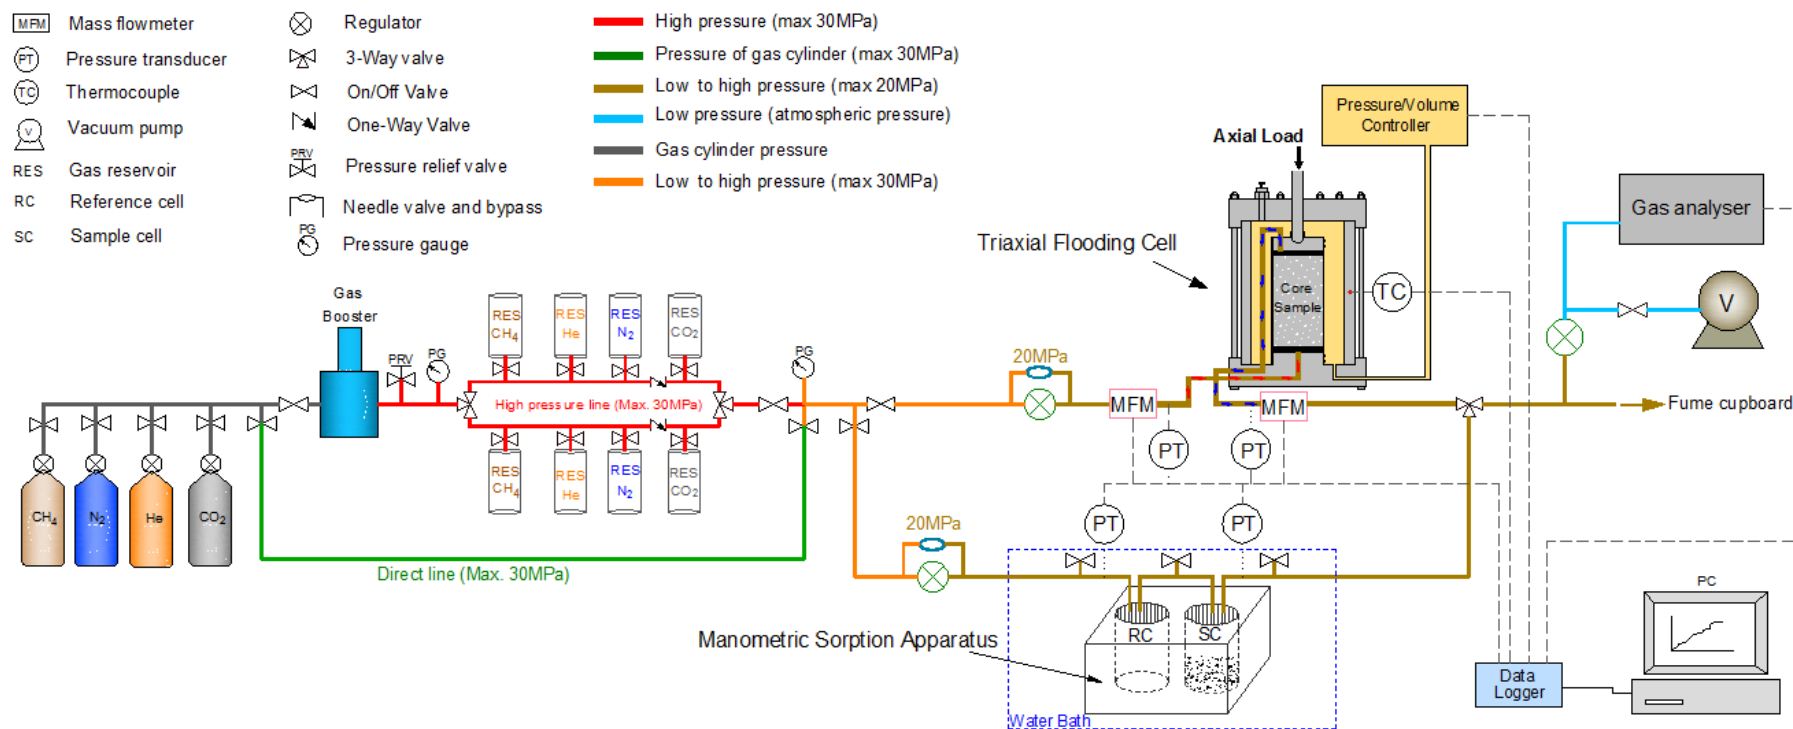 MFM Mass flowmeter
PT Pressure transducer
TC Thermocouple
V Vacuum pump
RES Gas reservoir
RC Reference cell
SC Sample cell
Regulator
3-Way valve
On/Off Valve
One-Way Valve
PRV Pressure relief valve
Needle valve and bypass
PG Pressure gauge
High pressure (max 30MPa)
Pressure of gas cylinder (max 30MPa)
Low to high pressure (max 20MPa)
Low pressure (atmospheric pressure)
Gas cylinder pressure
Low to high pressure (max 30MPa)
Gas
Booster
PRV
PG
RES
CH4
RES
He
RES
N2
RES
CO2
High pressure line (Max. 30MPa)
RES
CH4
RES
He
RES
N2
RES
CO2
PG
CH4
N2
He
CO2
Direct line (Max. 30MPa)
20MPa
MFM
PT
PT
MFM
Triaxial Flooding Cell
Axial Load
Core
Sample
TC
Pressure/Volume
Controller
Gas analyser
V
Fume cupboard
20MPa
PT
PT
Manometric Sorption Apparatus
RC
SC
Water Bath
Data
Logger
PC